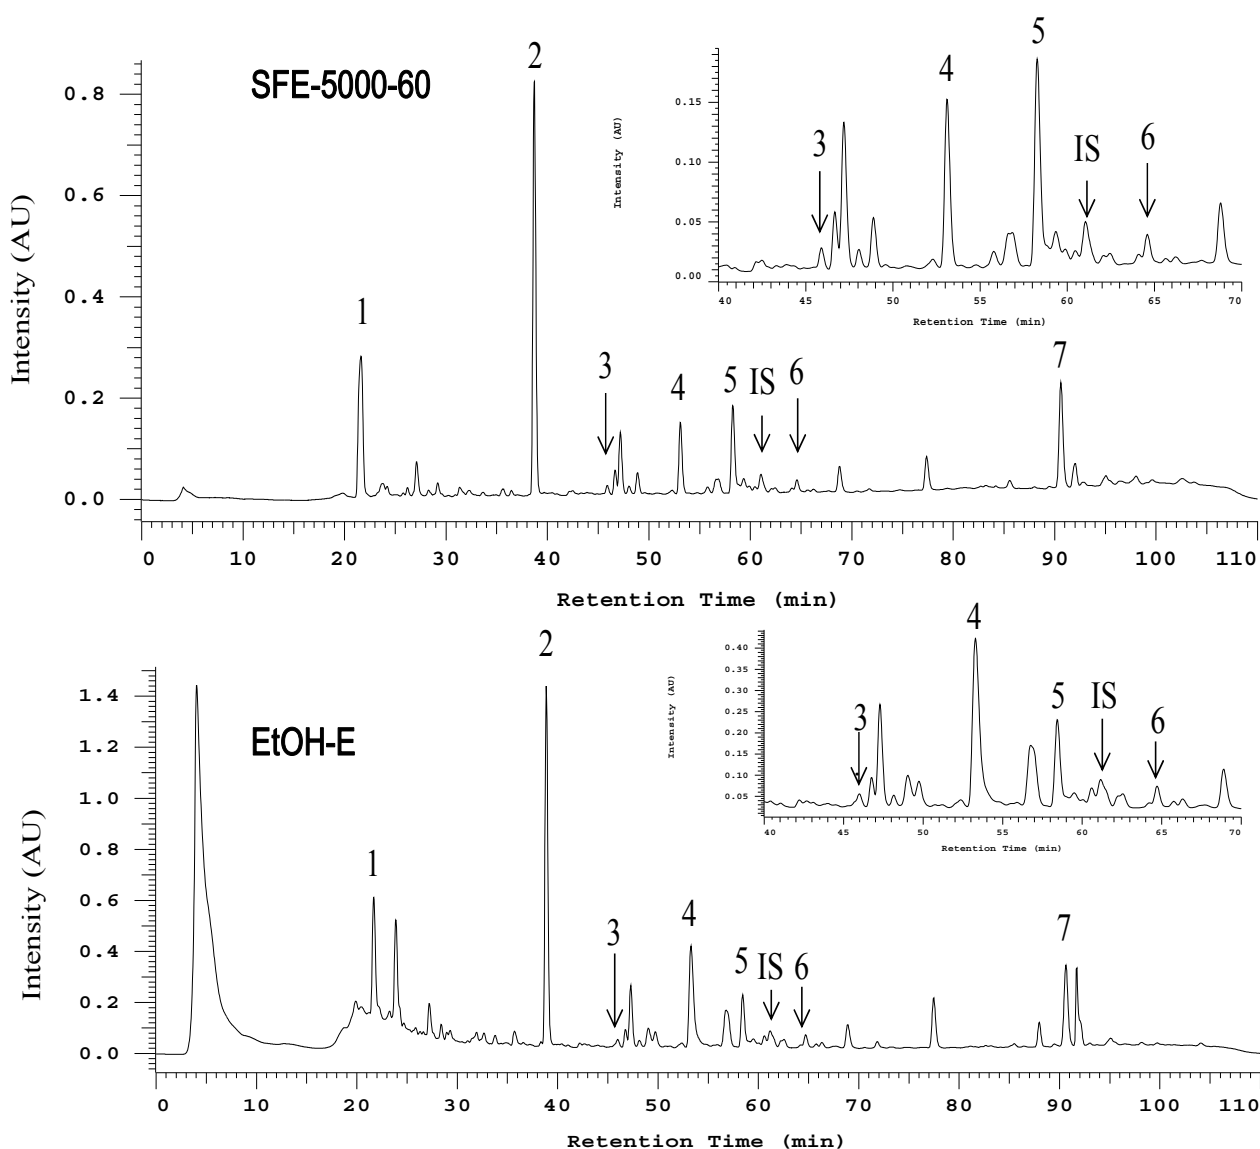 SFE-5000-60
Intensity (AU)
0.8
0.6
0.4
0.2
0.0
1
2
3
4
5
IS
6
7
0 10 20 30 40 50 60 70 80 90 100 110
Retention Time (min)
Intensity (AU)
0.15
0.10
0.05
0.00
3
4
5
IS
6
40 45 50 55 60 65 70
Retention Time (min)
EtOH-E
Intensity (AU)
1.4
1.2
1.0
0.8
0.6
0.4
0.2
0.0
1
2
3
4
5
IS
6
7
0 10 20 30 40 50 60 70 80 90 100 110
Retention Time (min)
Intensity (AU)
0.40
0.35
0.30
0.25
0.20
0.15
0.10
0.05
3
4
5
IS
6
40 45 50 55 60 65 70
Retention Time (min)